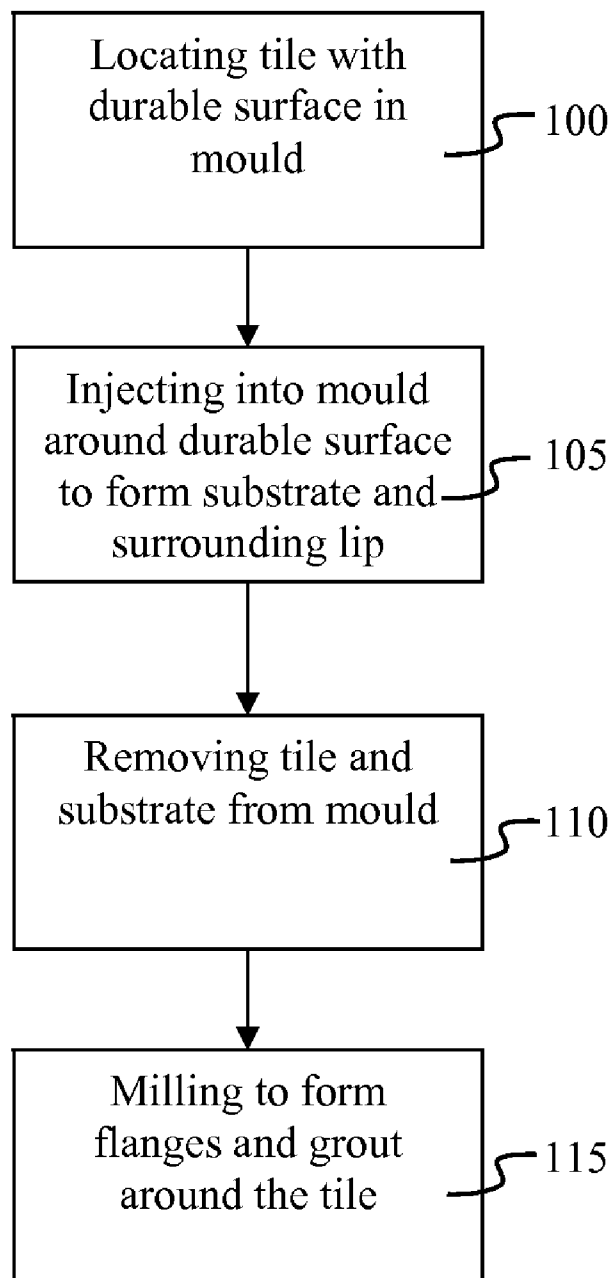 Locating tile with
durable surface in
mould
100
Injecting into mould
around durable surface
to form substrate and
surrounding lip
105
Removing tile and
substrate from mould
110
Milling to form
flanges and grout
around the tile
115